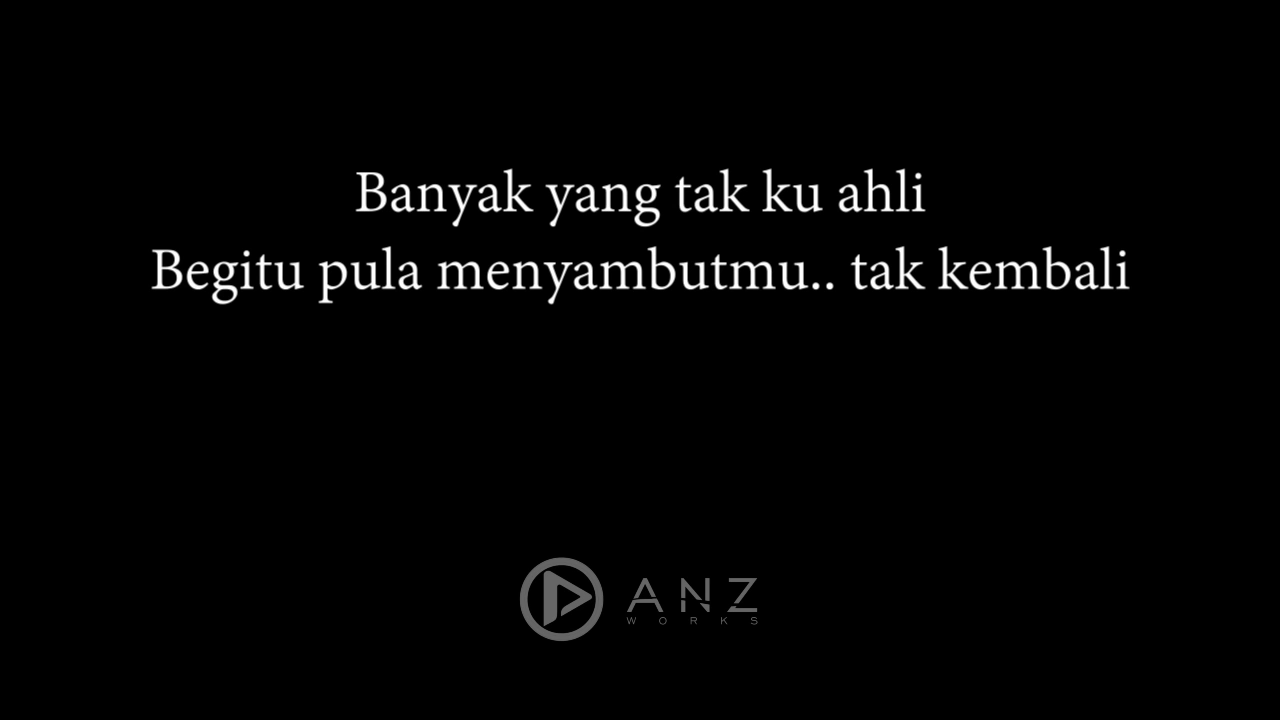 Banyak yang tak ku ahli
Begitu pula menyambutmu.. tak kembali
ANZ
WORKS